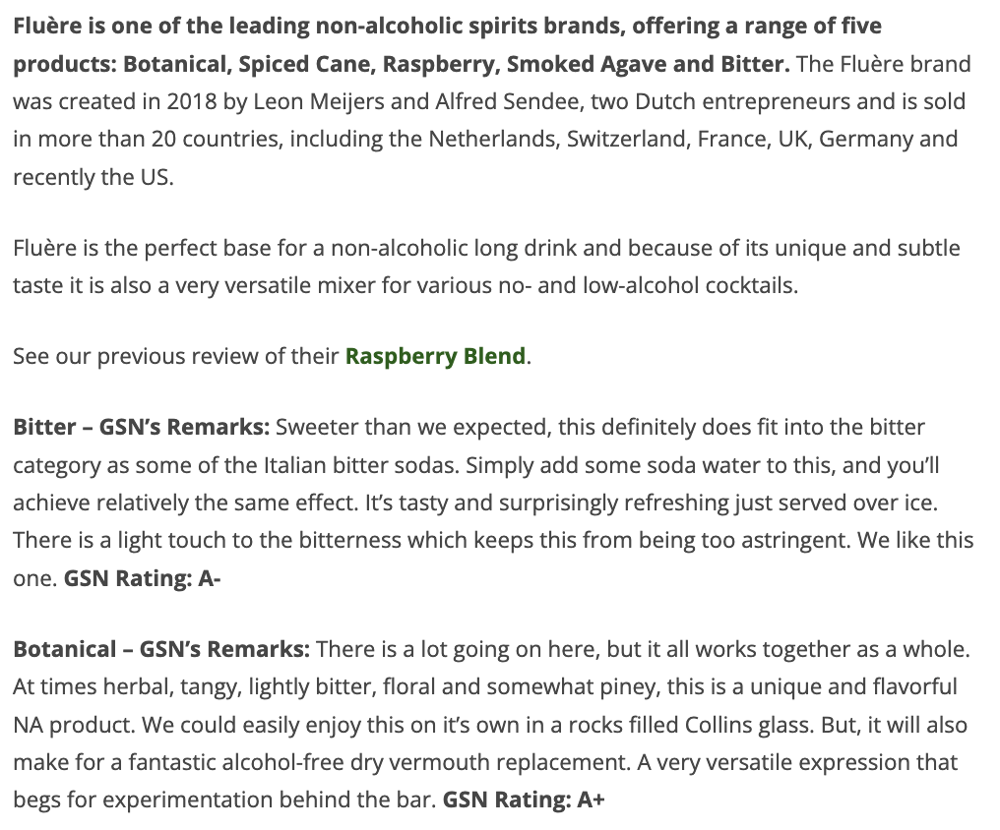 Fluère is one of the leading non-alcoholic spirits brands, offering a range of five
products: Botanical, Spiced Cane, Raspberry, Smoked Agave and Bitter. The Fluère brand
was created in 2018 by Leon Meijers and Alfred Sendee, two Dutch entrepreneurs and is sold
in more than 20 countries, including the Netherlands, Switzerland, France, UK, Germany and
recently the US.
Fluère is the perfect base for a non-alcoholic long drink and because of its unique and subtle
taste it is also a very versatile mixer for various no- and low-alcohol cocktails.
See our previous review of their Raspberry Blend.
Bitter – GSN’s Remarks: Sweeter than we expected, this definitely does fit into the bitter
category as some of the Italian bitter sodas. Simply add some soda water to this, and you’ll
achieve relatively the same effect. It’s tasty and surprisingly refreshing just served over ice.
There is a light touch to the bitterness which keeps this from being too astringent. We like this
one. GSN Rating: A-
Botanical – GSN’s Remarks: There is a lot going on here, but it all works together as a whole.
At times herbal, tangy, lightly bitter, floral and somewhat piney, this is a unique and flavorful
NA product. We could easily enjoy this on it’s own in a rocks filled Collins glass. But, it will also
make for a fantastic alcohol-free dry vermouth replacement. A very versatile expression that
begs for experimentation behind the bar. GSN Rating: A+